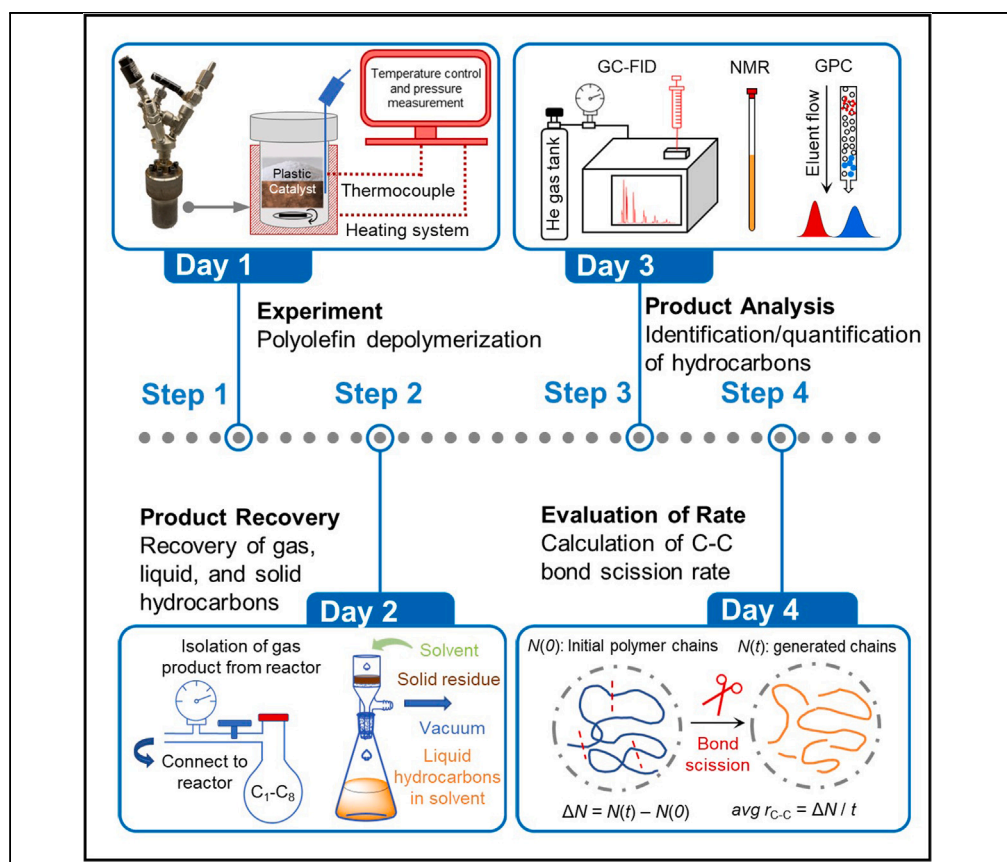 Temperature control
and pressure
measurement
Plastic
Catalyst
Thermocouple
Heating system
Day 1
GC-FID
NMR
GPC
He gas tank
Eluent flow
Day 3
Experiment
Polyolefin depolymerization
Product Analysis
Identification/quantification
of hydrocarbons
Step 1
Step 2
Step 3
Step 4
Product Recovery
Recovery of gas,
liquid, and solid
hydrocarbons
Day 2
Isolation of gas
product from reactor
Connect to
reactor
C₁-C₈
Solvent
Solid residue
Vacuum
Liquid
hydrocarbons
in solvent
Evaluation of Rate
Calculation of C-C
bond scission rate
Day 4
N(0): Initial polymer chains
N(t): generated chains
Bond
scission
ΔN = N(t) – N(0)
avg r_C-C = ΔN / t